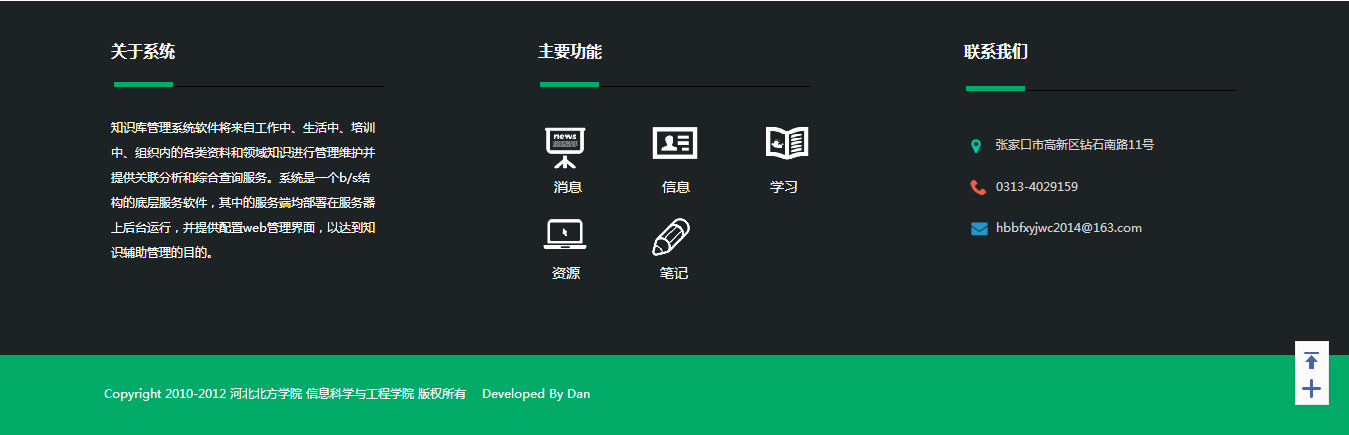 关于系统
知识库管理系统软件将来自工作中、生活中、培训
中、组织内的各类资料和领域知识进行管理维护并
提供关联分析和综合查询服务。系统是一个b/s结
构的底层服务软件，其中的服务端均部署在服务器
上后台运行，并提供配置web管理界面，以达到知
识辅助管理的目的。
主要功能
news
消息
信息
学习
资源
笔记
联系我们
张家口市高新区钻石南路11号
0313-4029159
hbbfxyjwc2014@163.com
Copyright 2010-2012 河北北方学院 信息科学与工程学院 版权所有 Developed By Dan